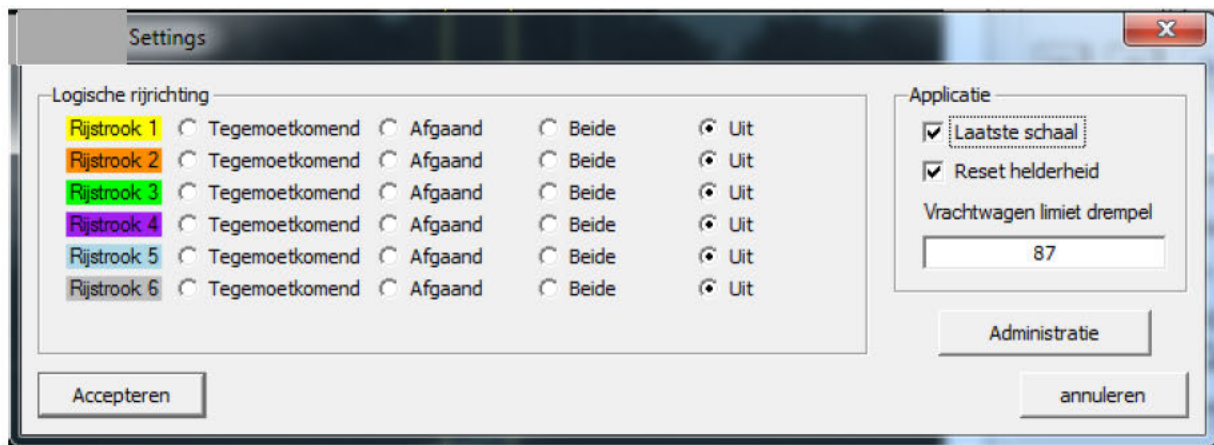 Settings
Logische rijrichting
Rijstrook 1 Tegemoetkomend Afgaand Beide Uit
Rijstrook 2 Tegemoetkomend Afgaand Beide Uit
Rijstrook 3 Tegemoetkomend Afgaand Beide Uit
Rijstrook 4 Tegemoetkomend Afgaand Beide Uit
Rijstrook 5 Tegemoetkomend Afgaand Beide Uit
Rijstrook 6 Tegemoetkomend Afgaand Beide Uit
Applicatie
Laatste schaal
Reset helderheid
Vrachtwagen limiet drempel
87
Administratie
Accepteren
annuleren